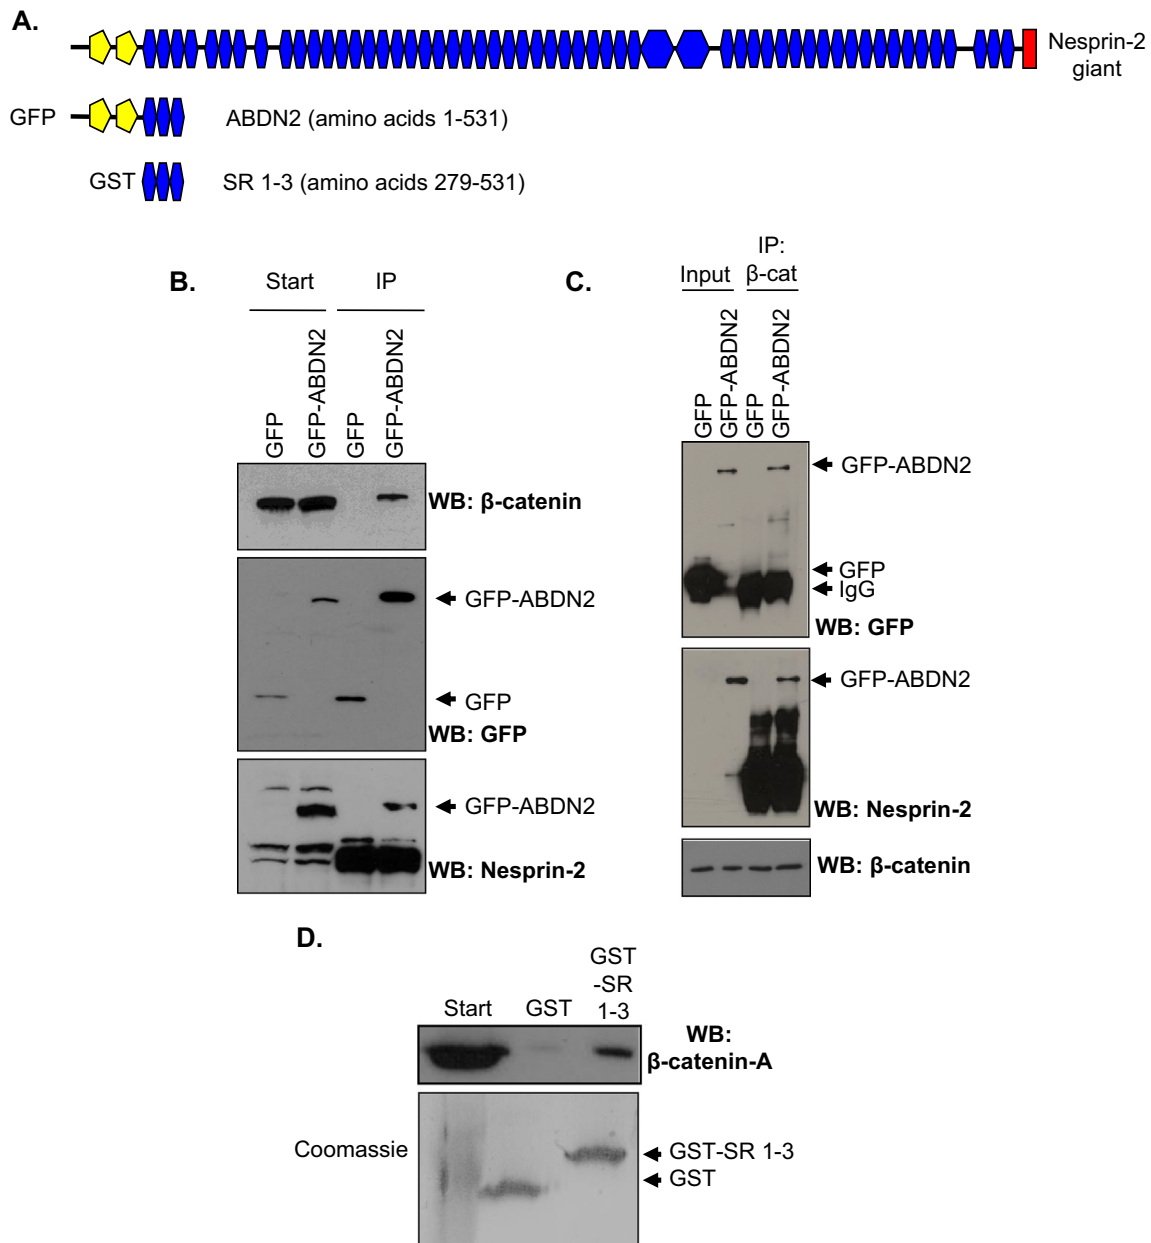 A.
Nesprin-2
giant
GFP
ABDN2 (amino acids 1-531)
GST
SR 1-3 (amino acids 279-531)
B.
Start
IP
GFP
GFP-ABDN2
GFP
GFP-ABDN2
WB: β-catenin
GFP-ABDN2
GFP
WB: GFP
GFP-ABDN2
WB: Nesprin-2
C.
Input
IP:
β-cat
GFP
GFP-ABDN2
GFP
GFP-ABDN2
GFP-ABDN2
GFP
IgG
WB: GFP
GFP-ABDN2
WB: Nesprin-2
WB: β-catenin
D.
Start
GST
GST
-SR
1-3
WB:
β-catenin-A
Coomassie
GST-SR 1-3
GST